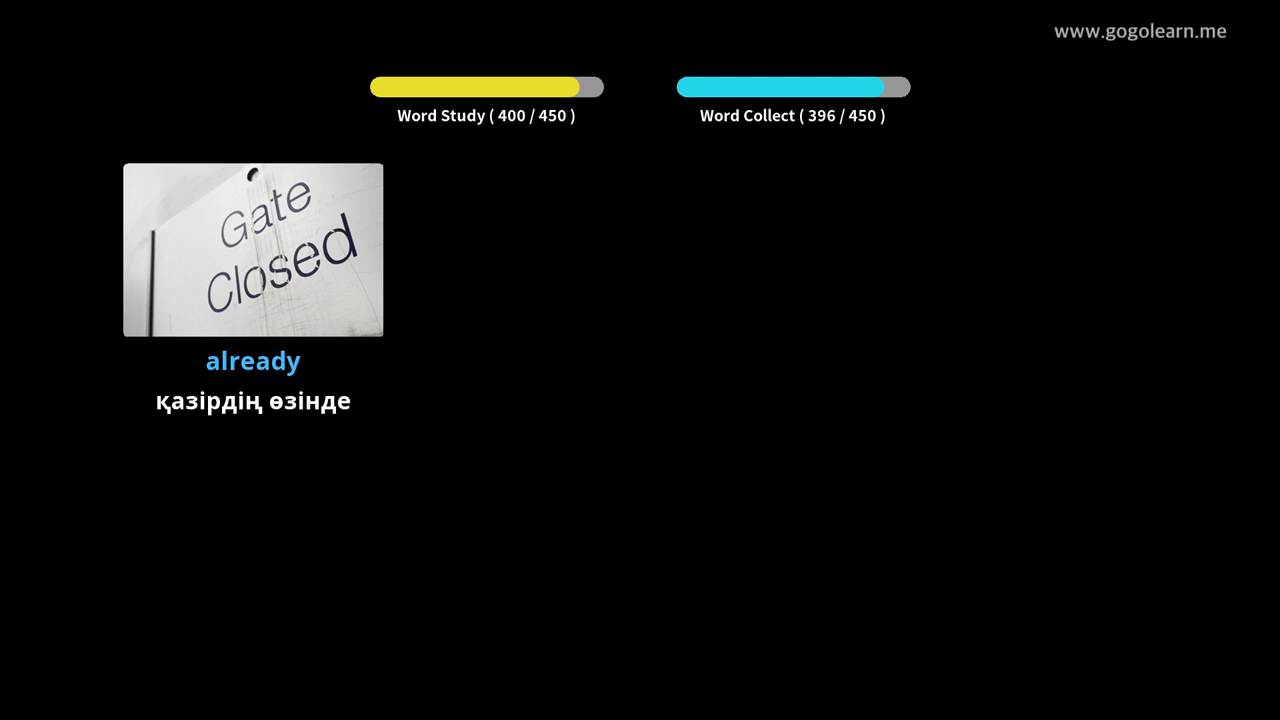 www.gogolearn.me
Word Study ( 400 / 450 )
Word Collect ( 396 / 450 )
Gate
Closed
already
қазірдің өзінде